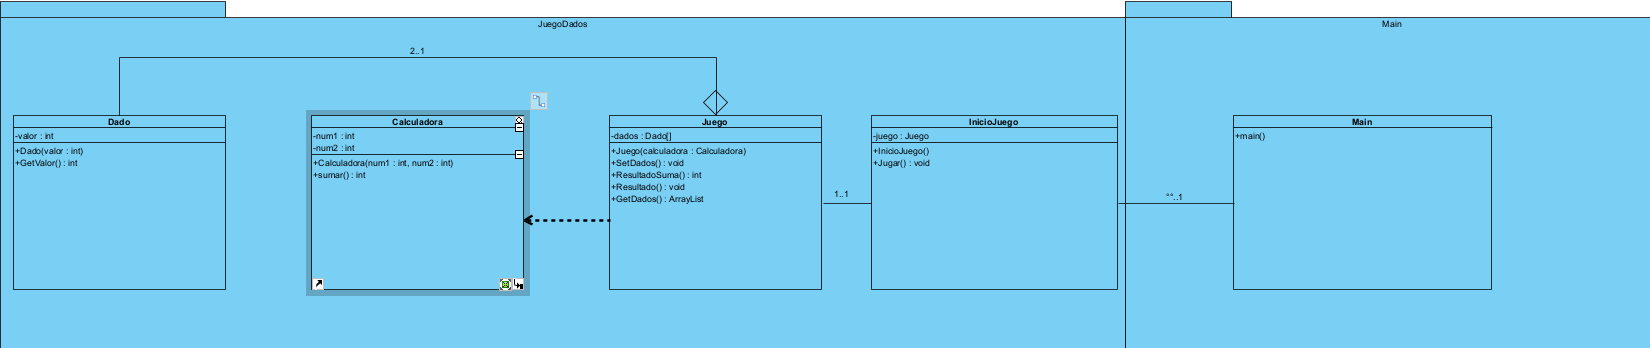 JuegoDados
Main
2..1
Dado
-valor : int
+Dado(valor : int)
+GetValor() : int
Calculadora
-num1 : int
-num2 : int
+Calculadora(num1 : int, num2 : int)
+sumar() : int
Juego
-dados : Dado[]
+Juego(calculadora : Calculadora)
+SetDados() : void
+ResultadoSuma() : int
+Resultado() : void
+GetDados() : ArrayList
1..1
InicioJuego
-juego : Juego
+InicioJuego()
+Jugar() : void
**..1
Main
+main()